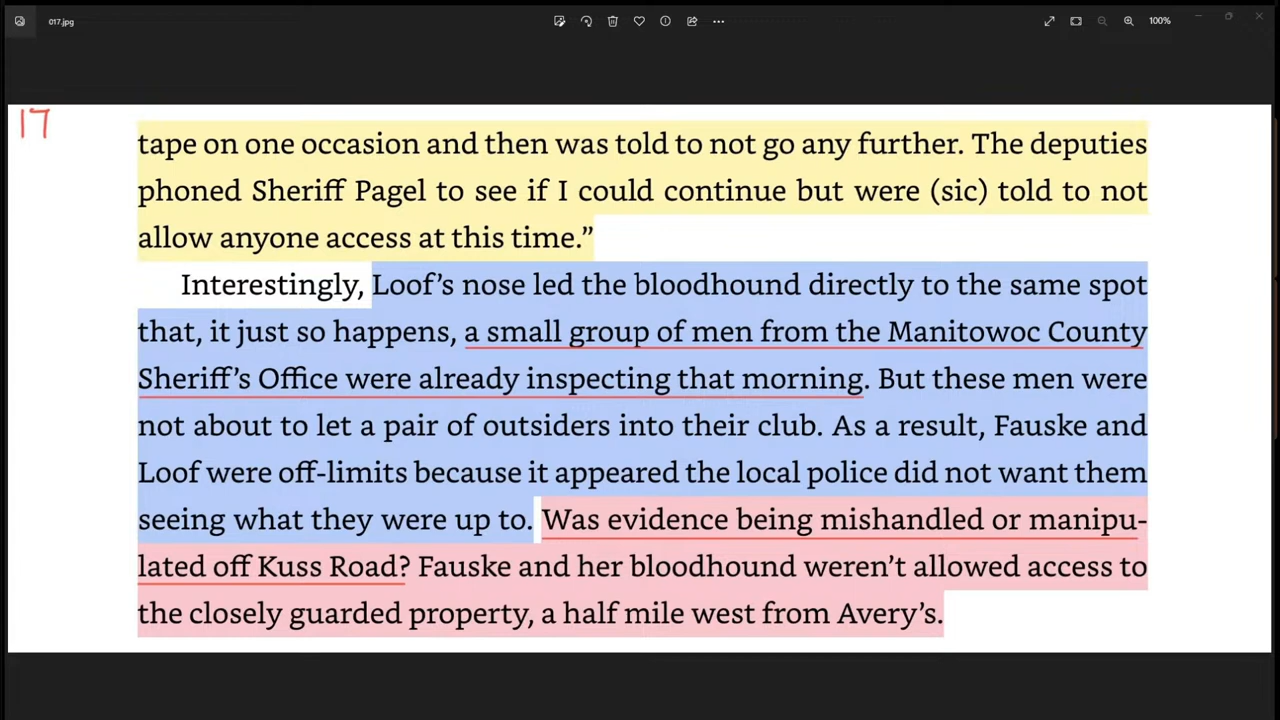 017.jpg
100%
17
tape on one occasion and then was told to not go any further. The deputies
phoned Sheriff Pagel to see if I could continue but were (sic) told to not
allow anyone access at this time.”
Interestingly, Loof’s nose led the bloodhound directly to the same spot
that, it just so happens, a small group of men from the Manitowoc County
Sheriff’s Office were already inspecting that morning. But these men were
not about to let a pair of outsiders into their club. As a result, Fauske and
Loof were off-limits because it appeared the local police did not want them
seeing what they were up to. Was evidence being mishandled or manipu-
lated off Kuss Road? Fauske and her bloodhound weren’t allowed access to
the closely guarded property, a half mile west from Avery’s.